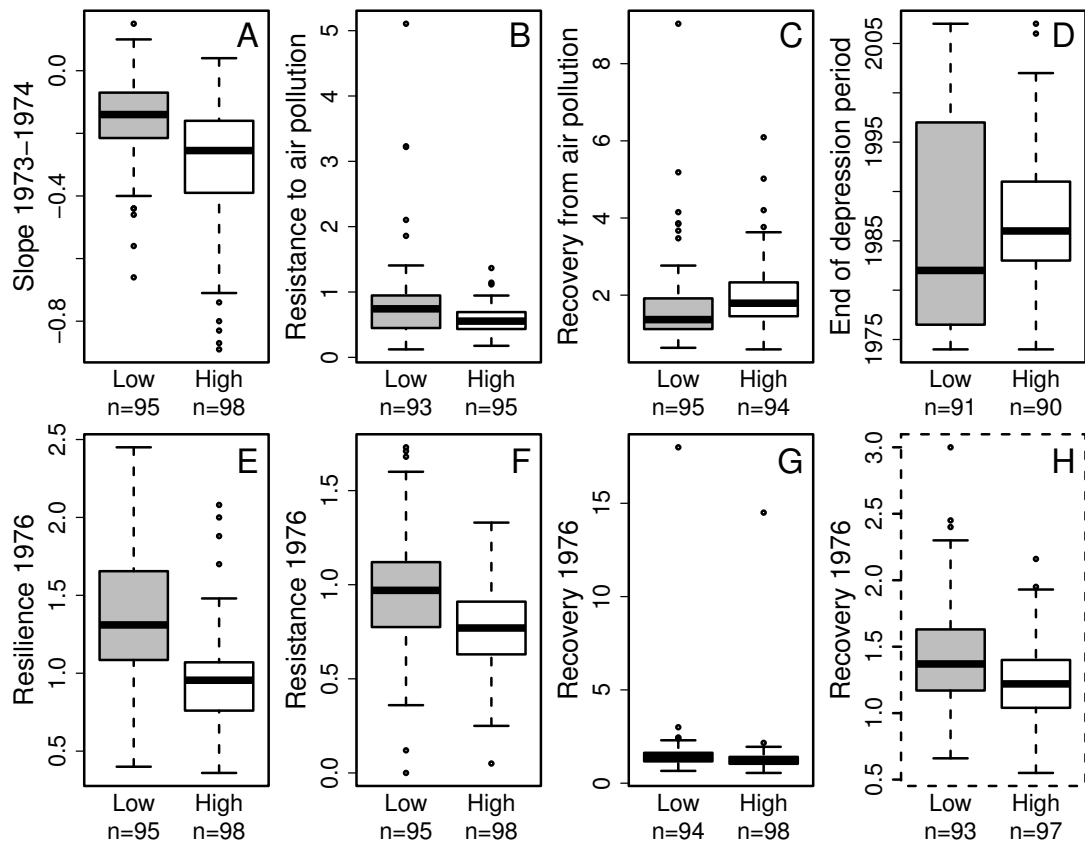 A
Slope 1973−1974
0.0
−0.4
−0.8
Low High
n=95 n=98
B
Resistance to air pollution
5
4
3
2
1
0
Low High
n=93 n=95
C
Recovery from air pollution
8
6
4
2
Low High
n=95 n=94
D
End of depression period
2005
1995
1985
1975
Low High
n=91 n=90
E
Resilience 1976
2.5
2.0
1.5
1.0
0.5
Low High
n=95 n=98
F
Resistance 1976
1.5
1.0
0.5
0.0
Low High
n=95 n=98
G
Recovery 1976
15
10
5
0
Low High
n=94 n=98
H
Recovery 1976
3.0
2.5
2.0
1.5
1.0
0.5
Low High
n=93 n=97